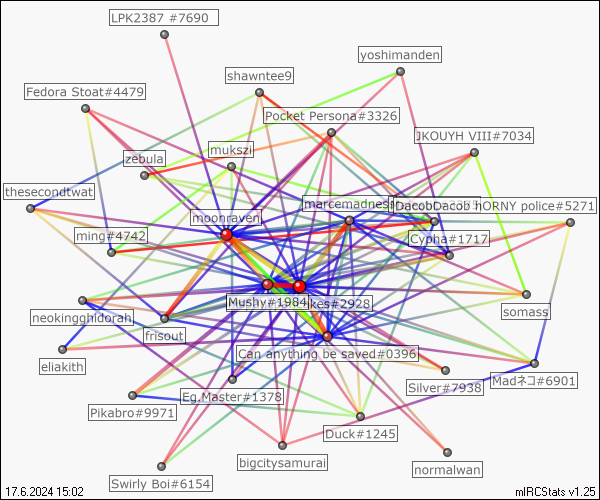 LPK2387 #7690
yoshimanden
shawntee9
Fedora Stoat#4479
Pocket Persona#3326
JKOUYH VIII#7034
mukszi
zebula
thesecondtwat
marcemadness
DacobDacob HORNY police#5271
moonraven
ming#4742
Cypha#1717
Mushy#1984
kes#2928
neokingghidorah
somass
frisout
Can anything be saved#0396
eliakith
Silver#7938
Madネコ#6901
Eg.Master#1378
Pikabro#9971
Duck#1245
bigcitysamurai
normalwan
Swirly Boi#6154
17.6.2024 15:02
mIRCStats v1.25